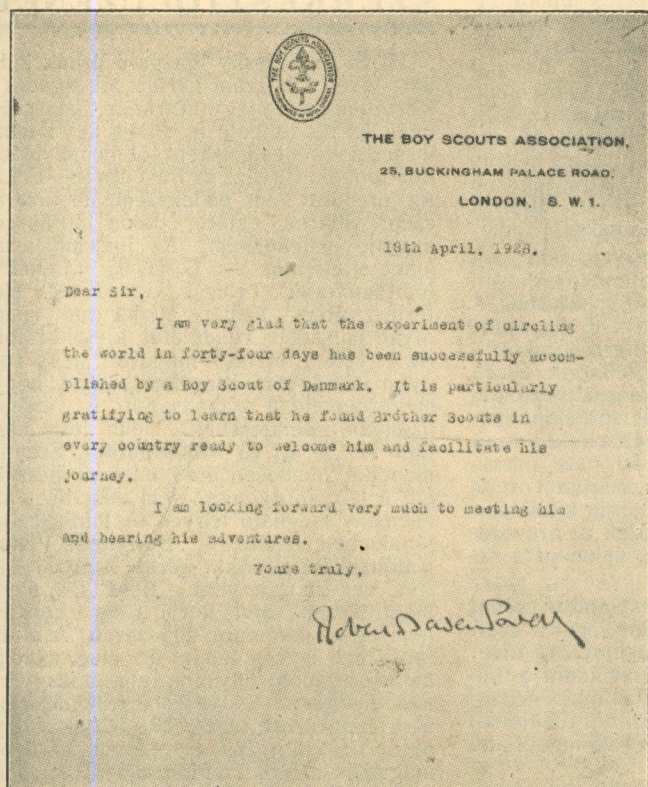 THE BOY SCOUTS ASSOCIATION
THE BOY SCOUTS ASSOCIATION,
25, BUCKINGHAM PALACE ROAD,
LONDON, S. W. 1.
18th April, 1928.
Dear Sir,
I am very glad that the experiment of circling
the world in forty-four days has been successfully accom-
plished by a Boy Scout of Denmark. It is particularly
gratifying to learn that he found Brother Scouts in
every country ready to welcome him and facilitate his
journey.
I am looking forward very much to meeting him
and hearing his adventures.
Yours truly,
Robert Baden Powell